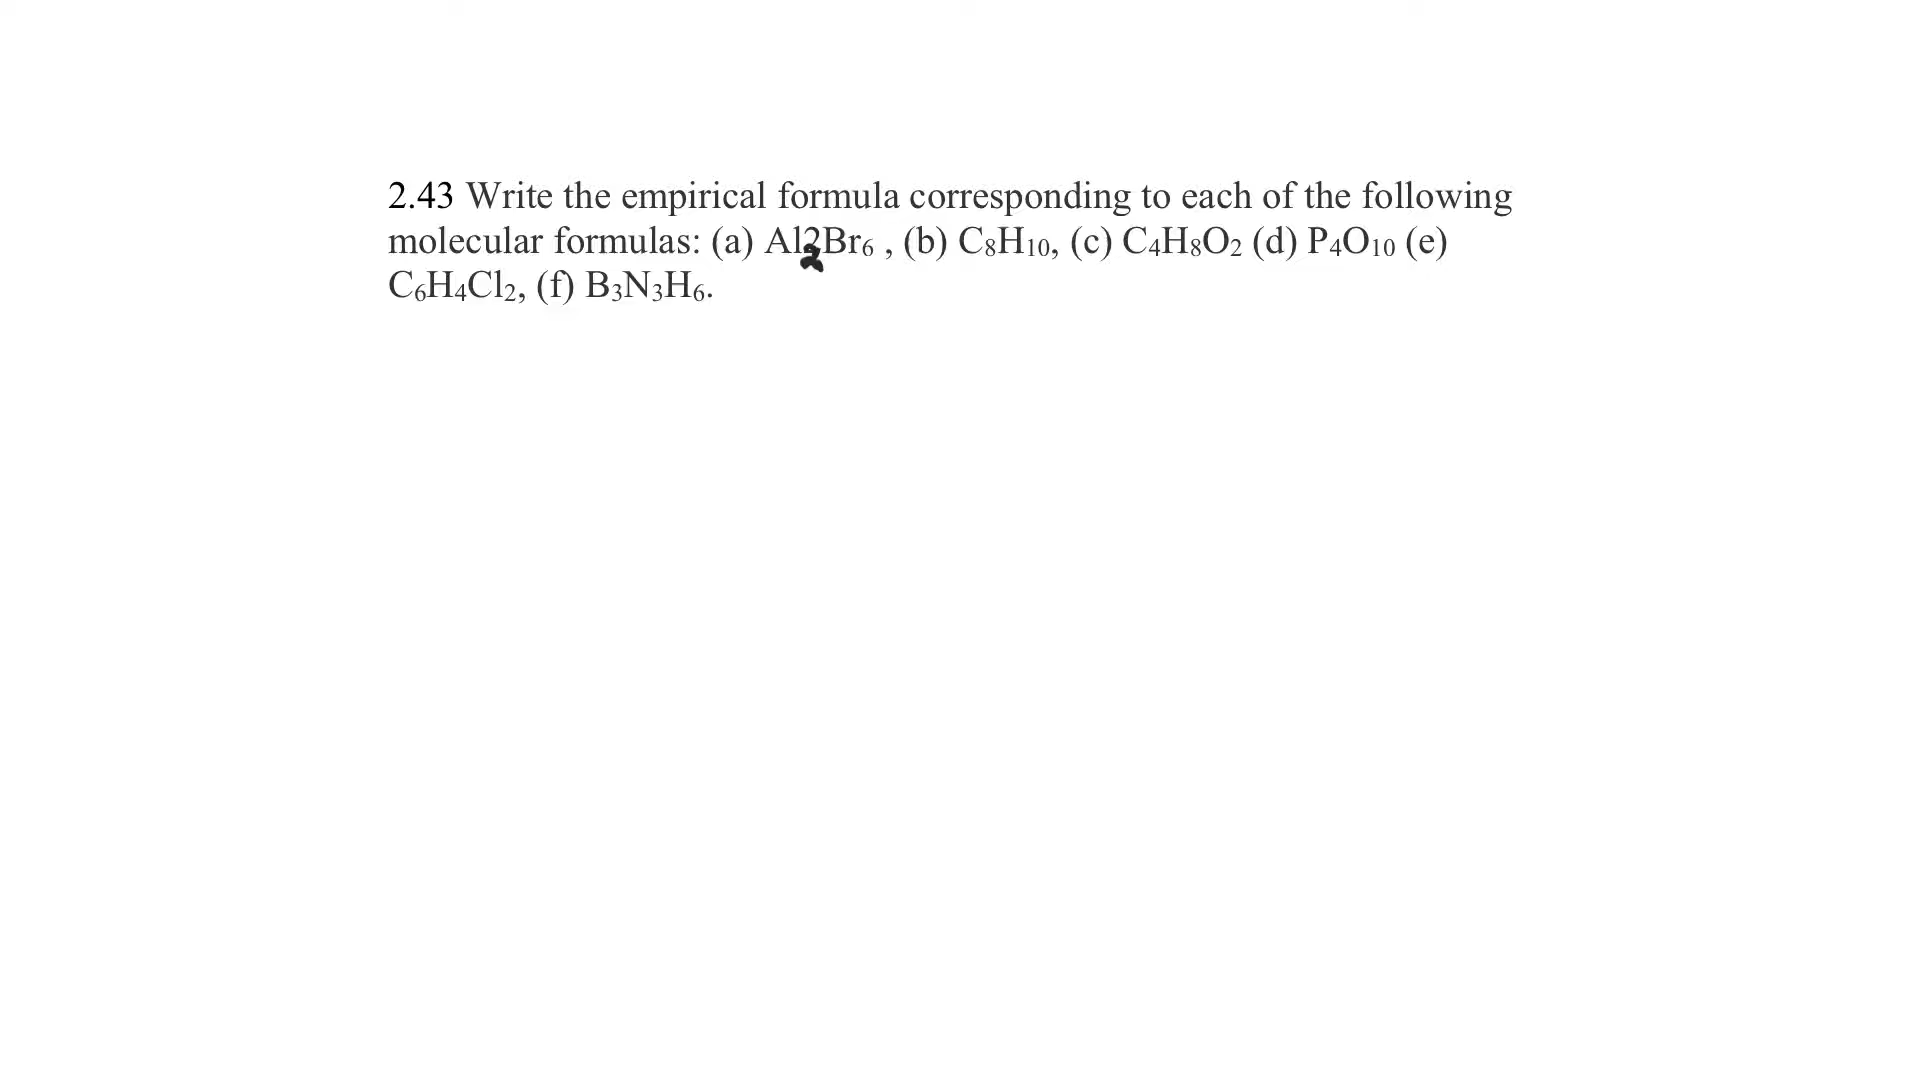 2.43 Write the empirical formula corresponding to each of the following
molecular formulas: (a) Al2Br₆ , (b) C₈H₁₀, (c) C₄H₈O₂ (d) P₄O₁₀ (e)
C₆H₄Cl₂, (f) B₃N₃H₆.